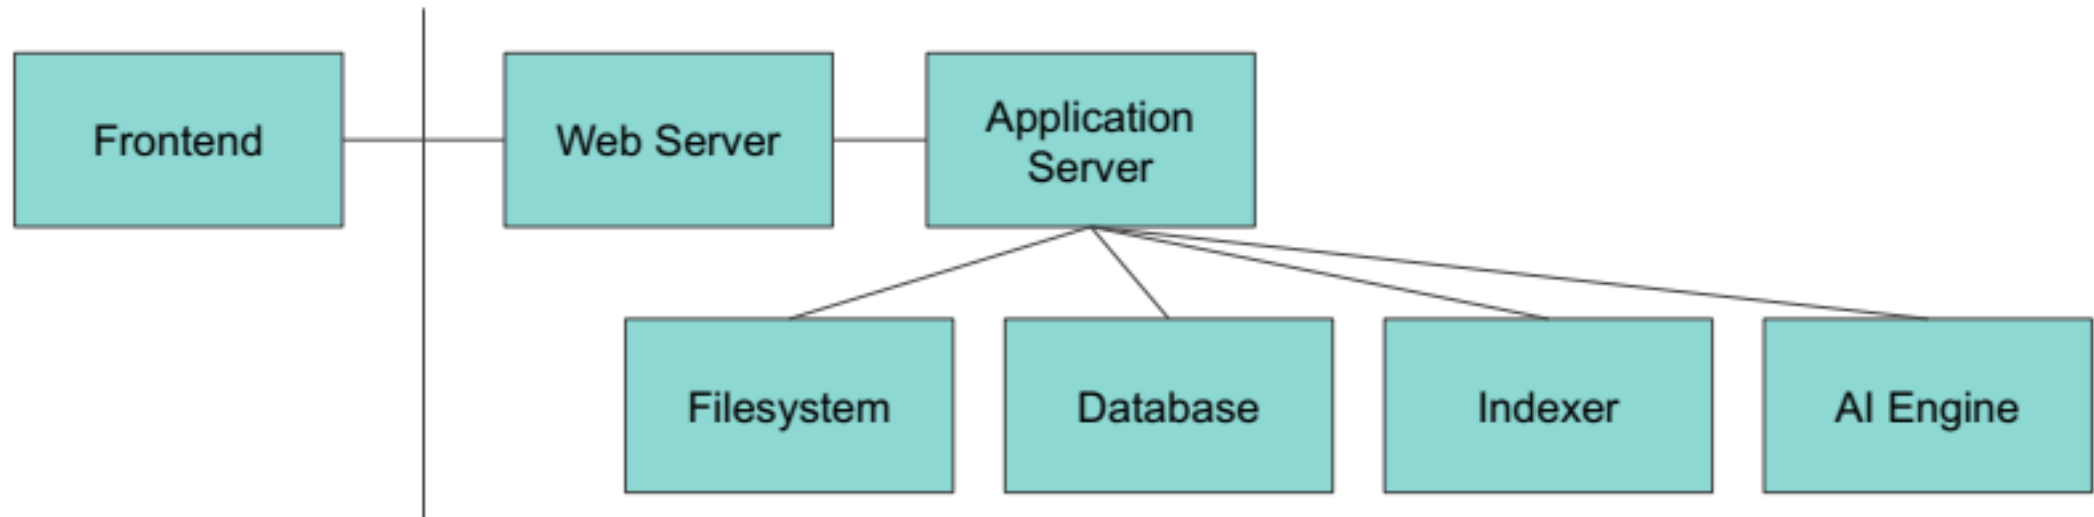 Frontend
Web Server
Application
Server
Filesystem
Database
Indexer
AI Engine